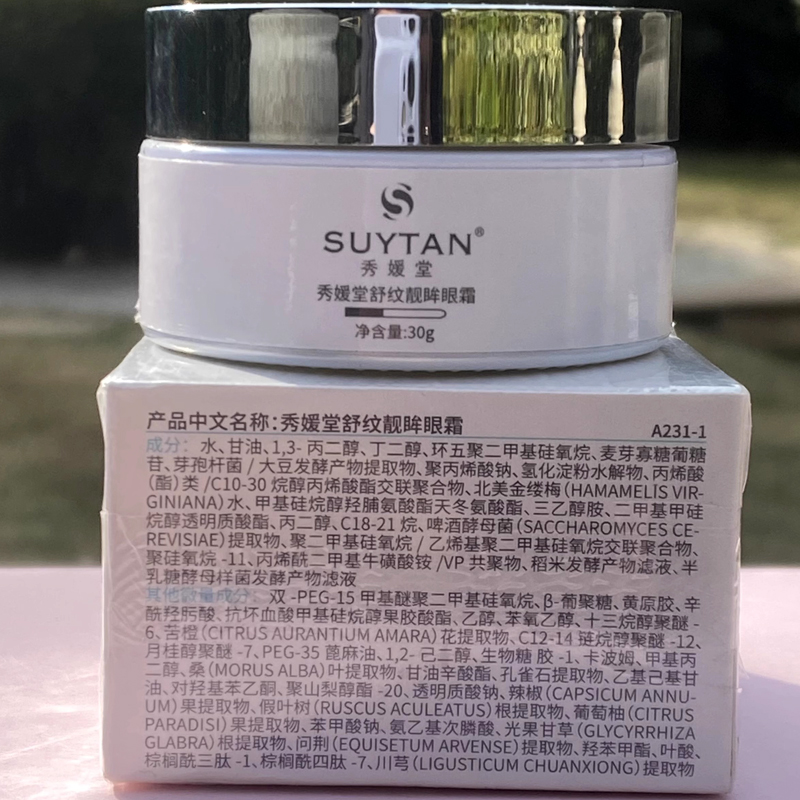 SUYTAN®
秀媛堂
秀媛堂舒纹靓眸眼霜
净含量:30g
产品中文名称:秀媛堂舒纹靓眸眼霜
A231-1
成分: 水、甘油、1,3- 丙二醇、丁二醇、环五聚二甲基硅氧烷、麦芽寡糖葡糖
苷、芽孢杆菌 / 大豆发酵产物提取物、聚丙烯酸钠、氢化淀粉水解物、丙烯酸
(酯)类 /C10-30 烷醇丙烯酸酯交联聚合物、北美金缕梅(HAMAMELIS VIR-
GINIANA)水、甲基硅烷醇羟脯氨酸酯天冬氨酸酯、三乙醇胺、二甲基甲硅
烷醇透明质酸酯、丙二醇、C18-21 烷、啤酒酵母菌(SACCHAROMYCES CE-
REVISIAE)提取物、聚二甲基硅氧烷 / 乙烯基聚二甲基硅氧烷交联聚合物、
聚硅氧烷 -11、丙烯酰二甲基牛磺酸铵 /VP 共聚物、稻米发酵产物滤液、半
乳糖酵母样菌发酵产物滤液
其他微量成分: 双 -PEG-15 甲基醚聚二甲基硅氧烷、β-葡聚糖、黄原胶、辛
酰羟肟酸、抗坏血酸甲基硅烷醇果胶酸酯、乙醇、苯氧乙醇、十三烷醇聚醚 -
6、苦橙(CITRUS AURANTIUM AMARA)花提取物、C12-14 链烷醇聚醚 -12、
月桂醇聚醚 -7、PEG-35 蓖麻油、1,2- 己二醇、生物糖 胶 -1、卡波姆、甲基丙
二醇、桑(MORUS ALBA)叶提取物、甘油辛酸酯、孔雀石提取物、乙基己基甘
油、对羟基苯乙酮、聚山梨醇酯 -20、透明质酸钠、辣椒(CAPSICUM ANNU-
UM)果提取物、假叶树(RUSCUS ACULEATUS)根提取物、葡萄柚(CITRUS
PARADISI)果提取物、苯甲酸钠、氨乙基次膦酸、光果甘草(GLYCYRRHIZA
GLABRA)根提取物、问荆(EQUISETUM ARVENSE)提取物、羟苯甲酯、叶酸、
棕榈酰三肽 -1、棕榈酰四肽 -7、川芎(LIGUSTICUM CHUANXIONG)提取物